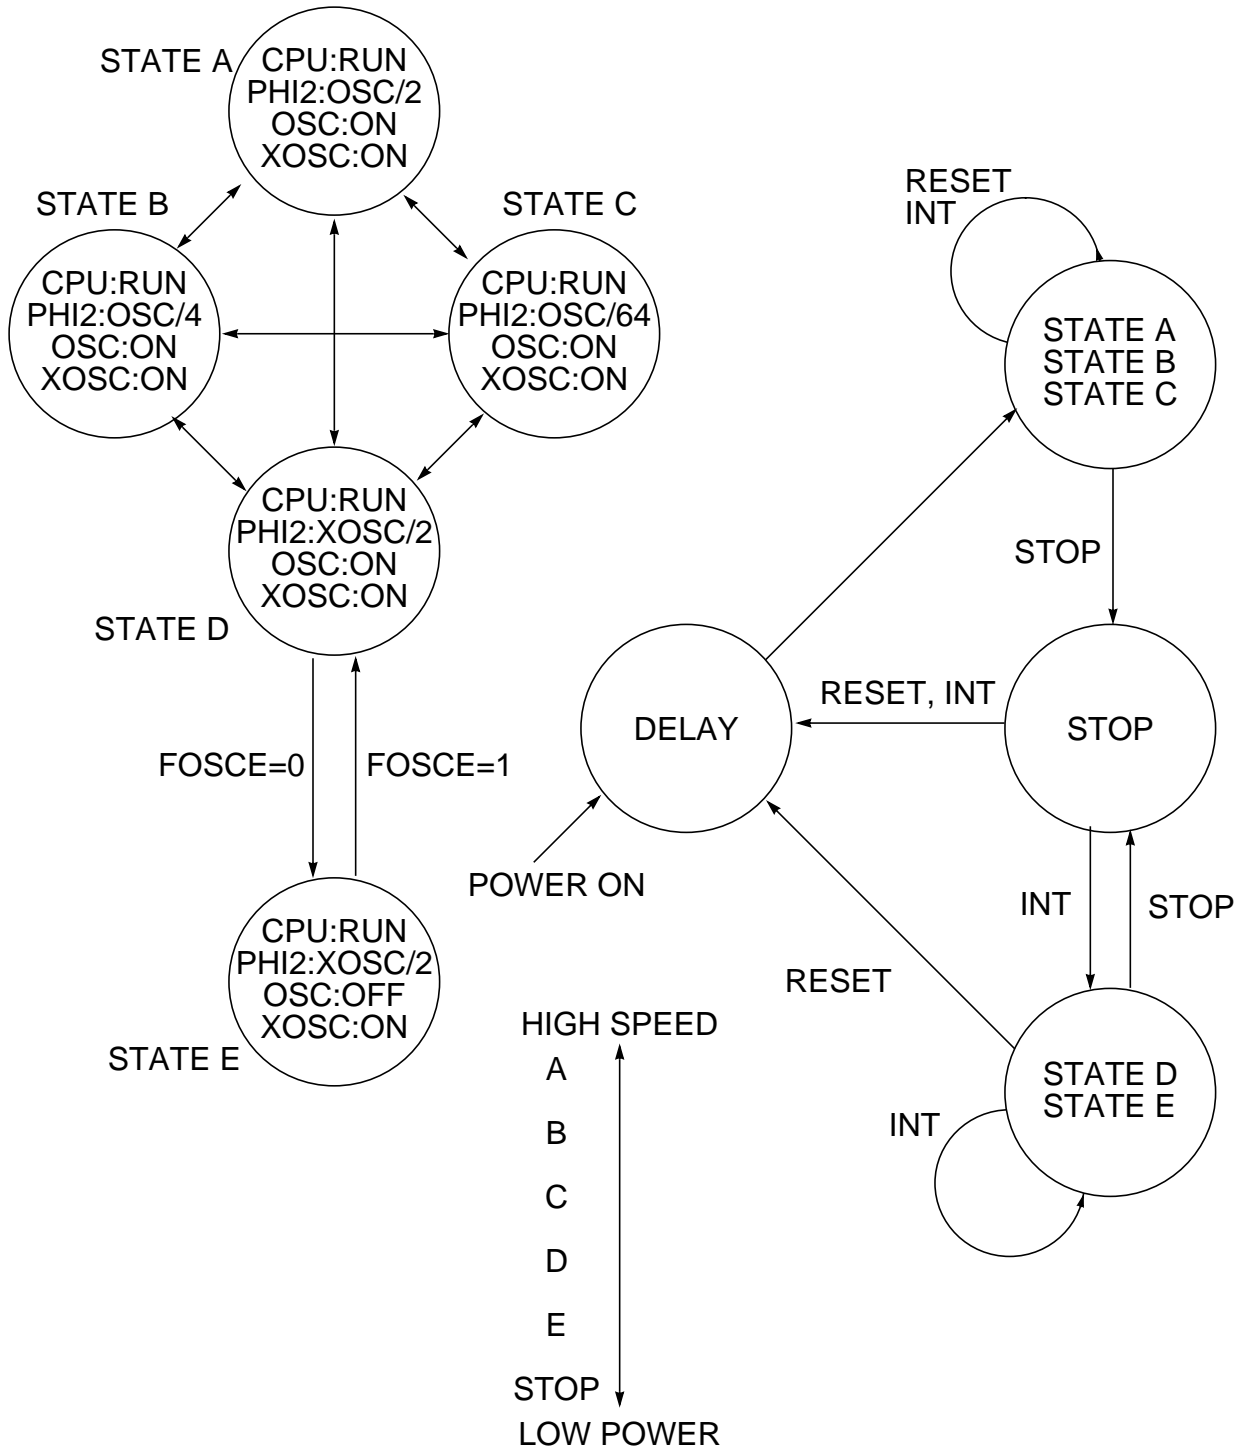 STATE A
CPU:RUN
PHI2:OSC/2
OSC:ON
XOSC:ON
STATE B
CPU:RUN
PHI2:OSC/4
OSC:ON
XOSC:ON
STATE C
CPU:RUN
PHI2:OSC/64
OSC:ON
XOSC:ON
CPU:RUN
PHI2:XOSC/2
OSC:ON
XOSC:ON
STATE D
FOSCE=0
FOSCE=1
CPU:RUN
PHI2:XOSC/2
OSC:OFF
XOSC:ON
STATE E
RESET
INT
STATE A
STATE B
STATE C
STOP
DELAY
RESET, INT
STOP
POWER ON
INT
STOP
RESET
STATE D
STATE E
INT
HIGH SPEED
A
B
C
D
E
STOP
LOW POWER